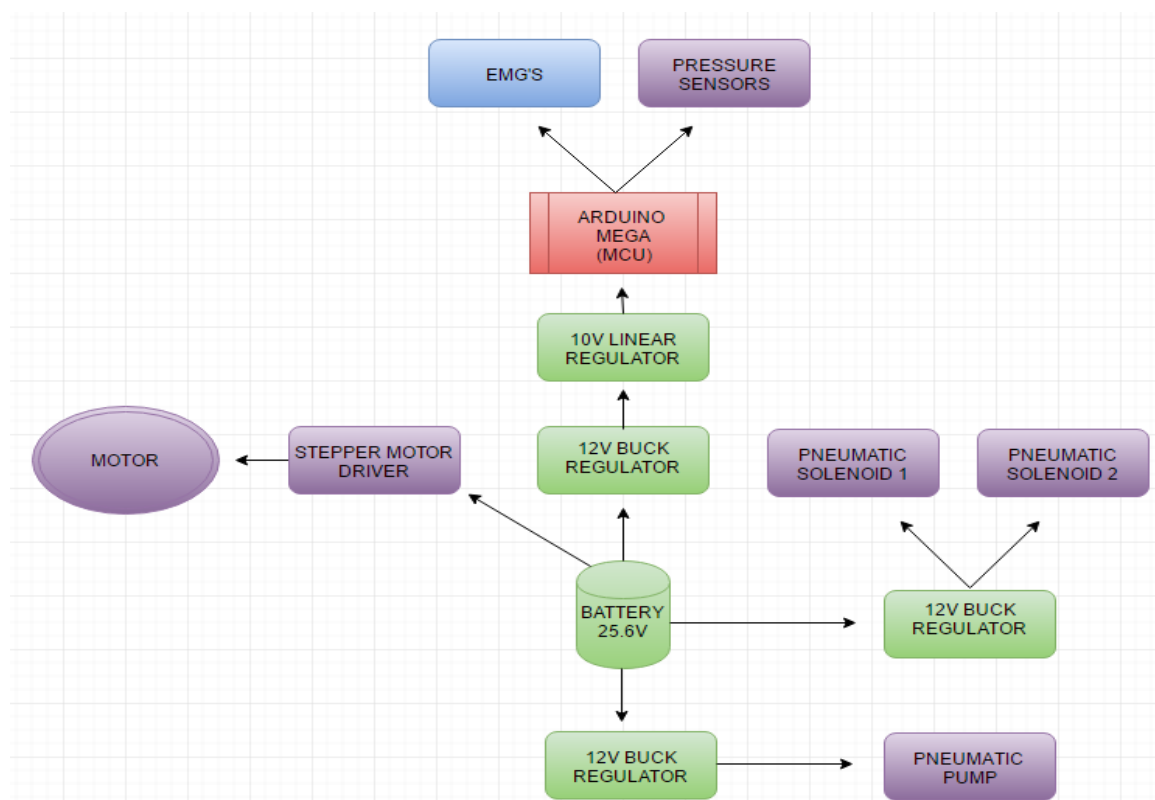 EMG'S
PRESSURE
SENSORS
ARDUINO
MEGA
(MCU)
10V LINEAR
REGULATOR
MOTOR
STEPPER MOTOR
DRIVER
12V BUCK
REGULATOR
PNEUMATIC
SOLENOID 1
PNEUMATIC
SOLENOID 2
BATTERY
25.6V
12V BUCK
REGULATOR
12V BUCK
REGULATOR
PNEUMATIC
PUMP